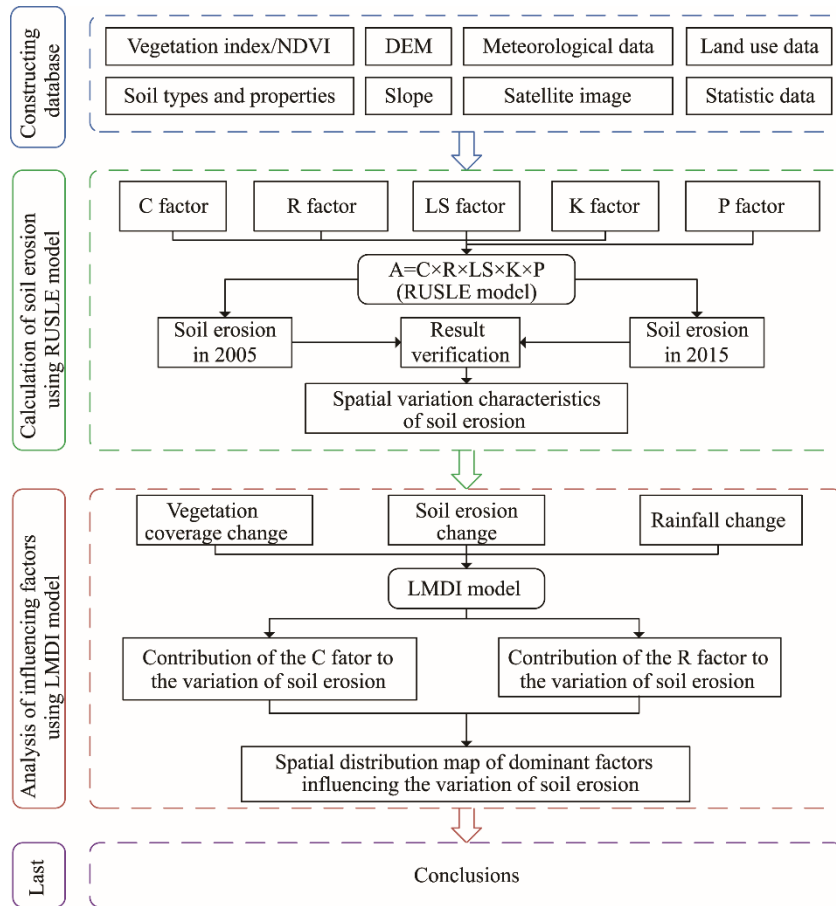 Constructing
database
Vegetation index/NDVI
DEM
Meteorological data
Land use data
Soil types and properties
Slope
Satellite image
Statistic data
Calculation of soil erosion
using RUSLE model
C factor
R factor
LS factor
K factor
P factor
A=C×R×LS×K×P
(RUSLE model)
Soil erosion
in 2005
Result
verification
Soil erosion
in 2015
Spatial variation characteristics
of soil erosion
Analysis of influencing factors
using LMDI model
Vegetation
coverage change
Soil erosion
change
Rainfall change
LMDI model
Contribution of the C fator to
the variation of soil erosion
Contribution of the R factor to
the variation of soil erosion
Spatial distribution map of dominant factors
influencing the variation of soil erosion
Last
Conclusions